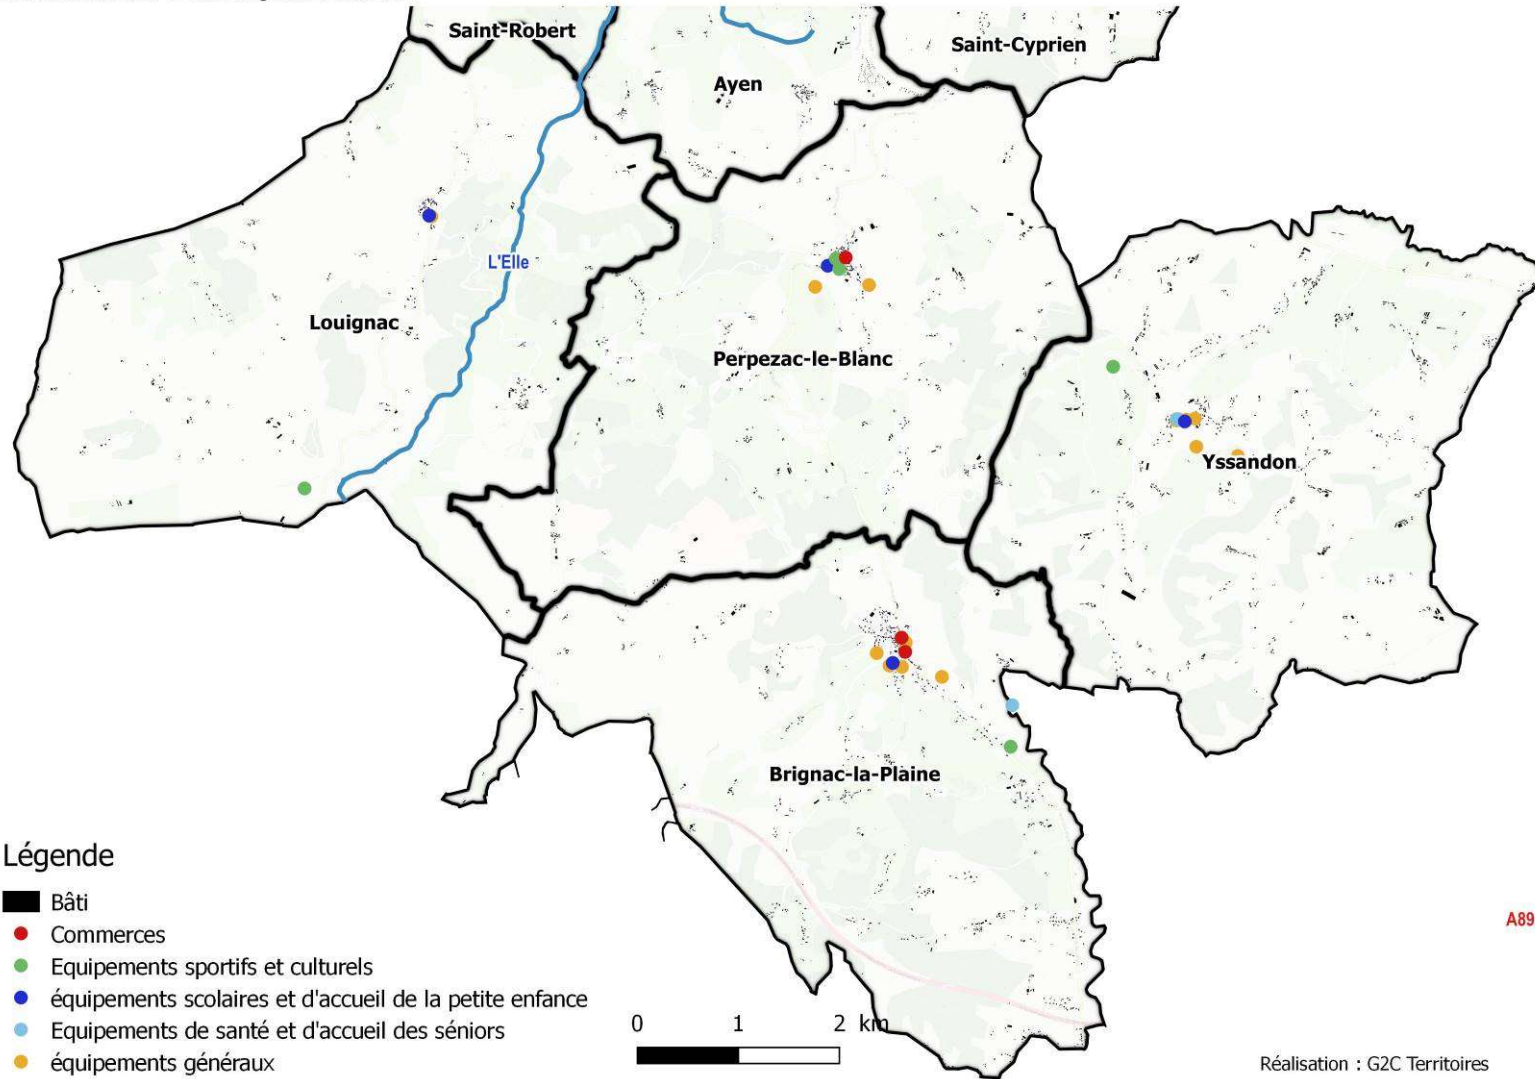 Saint-Robert
Saint-Cyprien
Ayen
L'Elle
Louignac
Perpezac-le-Blanc
Yssandon
Brignac-la-Plaine
Légende
Bâti
Commerces
Equipements sportifs et culturels
équipements scolaires et d'accueil de la petite enfance
Equipements de santé et d'accueil des séniors
équipements généraux
0 1 2 km
A89
Réalisation : G2C Territoires